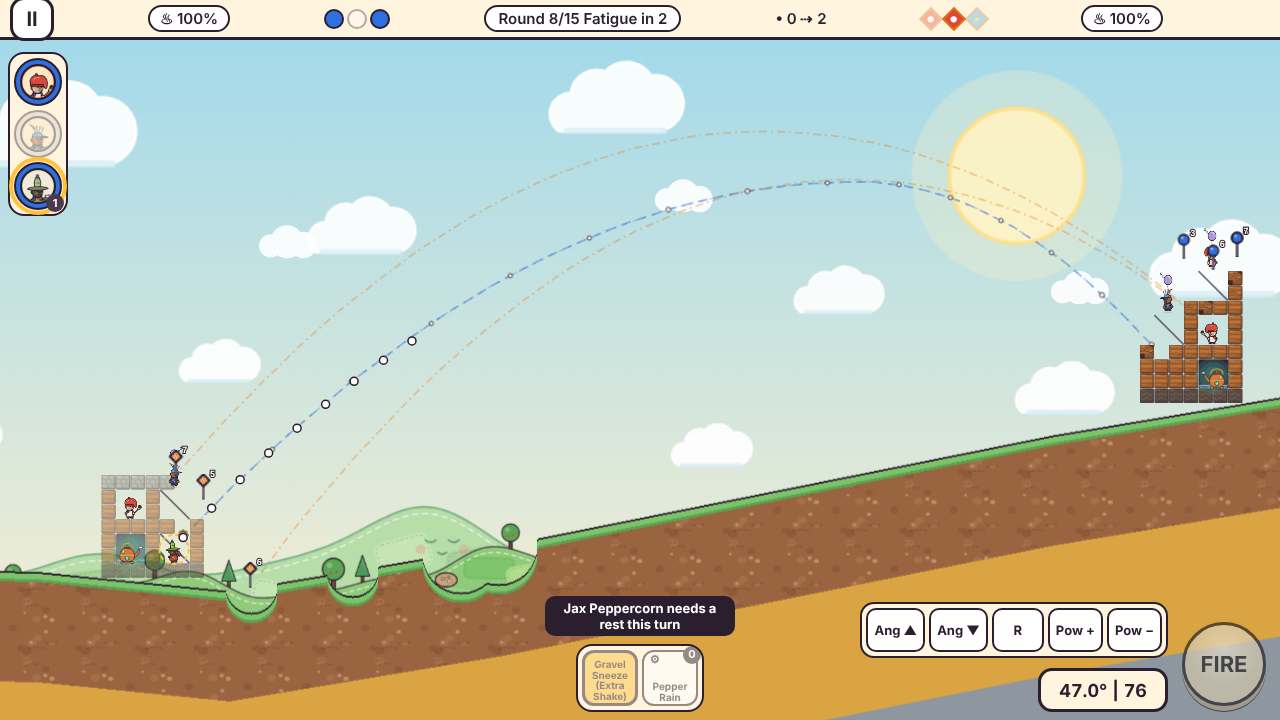 100%
Round 8/15 Fatigue in 2
• 0 ⇢ 2
100%
1
3
6
7
7
5
6
Jax Peppercorn needs a
rest this turn
Gravel
Sneeze
(Extra
Shake)
0
Pepper
Rain
Ang ▲
Ang ▼
R
Pow +
Pow −
47.0° | 76
FIRE